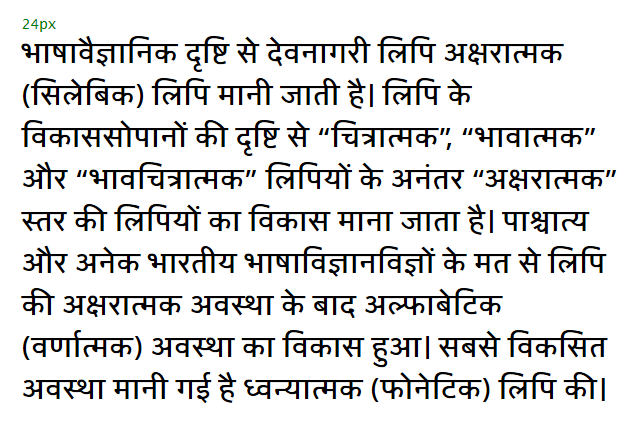 24px
भाषावैज्ञानिक दृष्टि से देवनागरी लिपि अक्षरात्मक
(सिलेबिक) लिपि मानी जाती है। लिपि के
विकाससोपानों की दृष्टि से “चित्रात्मक”, “भावात्मक”
और “भावचित्रात्मक” लिपियों के अनंतर “अक्षरात्मक”
स्तर की लिपियों का विकास माना जाता है। पाश्चात्य
और अनेक भारतीय भाषाविज्ञानविज्ञों के मत से लिपि
की अक्षरात्मक अवस्था के बाद अल्फाबेटिक
(वर्णात्मक) अवस्था का विकास हुआ। सबसे विकसित
अवस्था मानी गई है ध्वन्यात्मक (फोनेटिक) लिपि की।